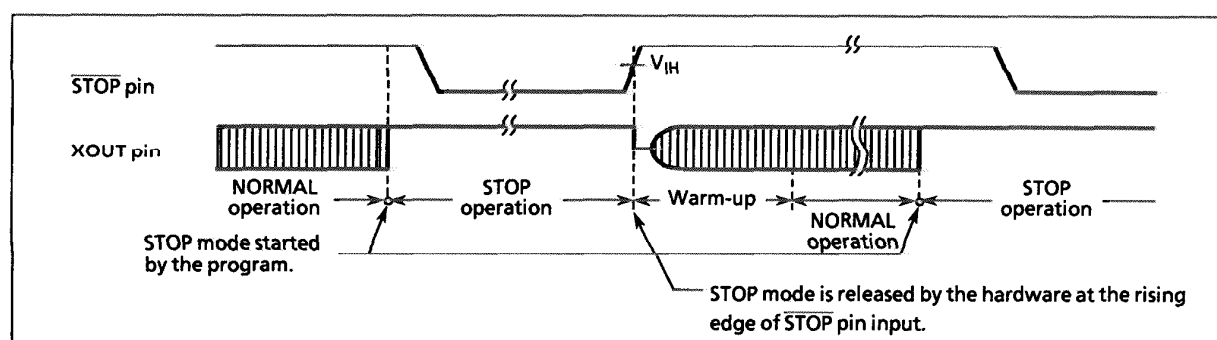 STOP pin
VIH
XOUT pin
NORMAL
operation
STOP
operation
Warm-up
NORMAL
operation
STOP
operation
STOP mode started
by the program.
STOP mode is released by the hardware at the rising
edge of STOP pin input.